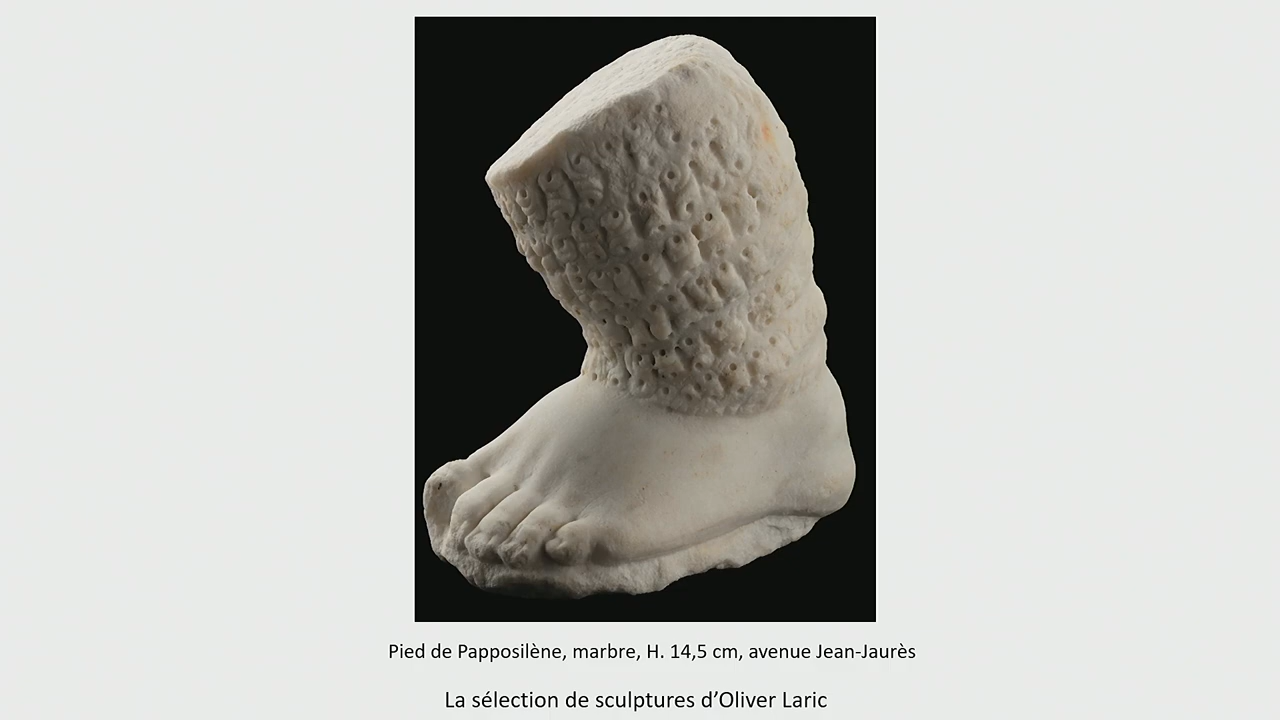 Pied de Papposilène, marbre, H. 14,5 cm, avenue Jean-Jaurès
La sélection de sculptures d’Oliver Laric